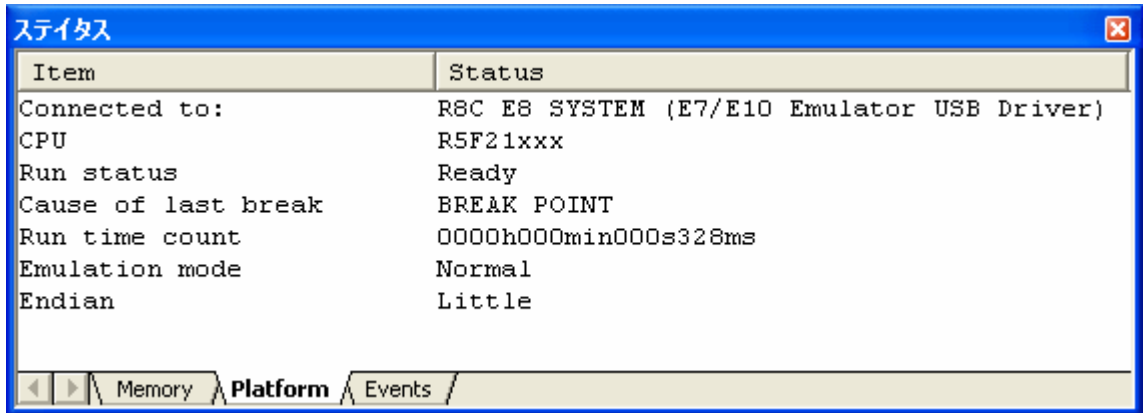 ステイタス
Item Status
Connected to: R8C E8 SYSTEM (E7/E10 Emulator USB Driver)
CPU R5F21xxx
Run status Ready
Cause of last break BREAK POINT
Run time count 0000h000min000s328ms
Emulation mode Normal
Endian Little
Memory Platform Events